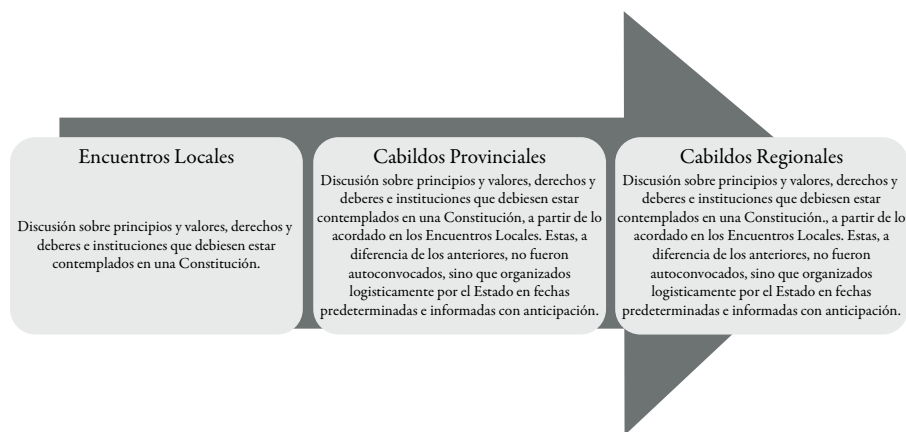 Encuentros Locales
Discusión sobre principios y valores, derechos y
deberes e instituciones que debiesen estar
contemplados en una Constitución.
Cabildos Provinciales
Discusión sobre principios y valores, derechos y
deberes e instituciones que debiesen estar
contemplados en una Constitución, a partir de lo
acordado en los Encuentros Locales. Estas, a
diferencia de los anteriores, no fueron
autoconvocados, sino que organizados
logisticamente por el Estado en fechas
predeterminadas e informadas con anticipación.
Cabildos Regionales
Discusión sobre principios y valores, derechos y
deberes e instituciones que debiesen estar
contemplados en una Constitución., a partir de lo
acordado en los Encuentros Locales. Estas, a
diferencia de los anteriores, no fueron
autoconvocados, sino que organizados
logisticamente por el Estado en fechas
predeterminadas e informadas con anticipación.